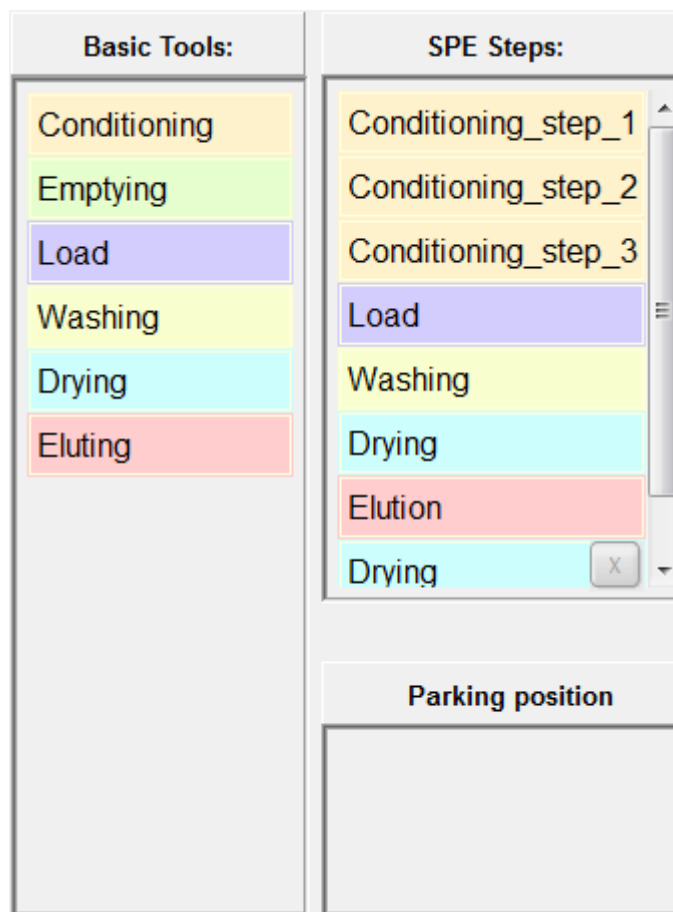 Basic Tools:
Conditioning
Emptying
Load
Washing
Drying
Eluting
SPE Steps:
Conditioning_step_1
Conditioning_step_2
Conditioning_step_3
Load
Washing
Drying
Elution
Drying
X
Parking position